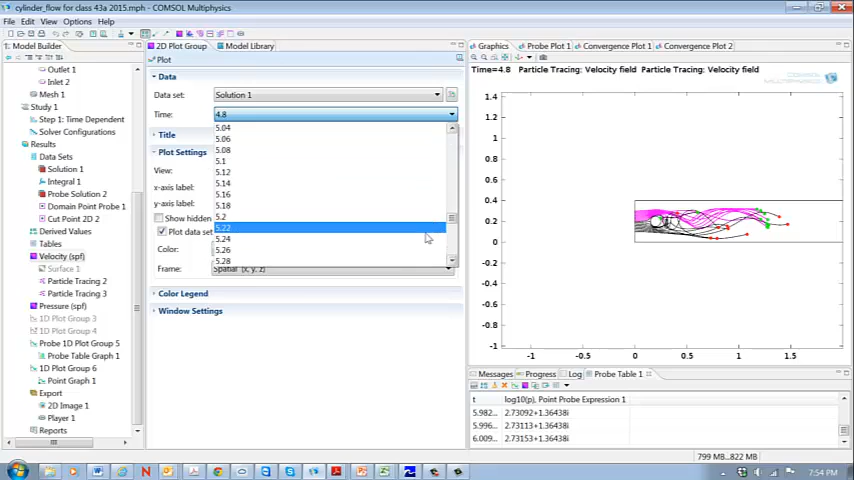 cylinder_flow for class 43a 2015.mph - COMSOL Multiphysics
File Edit View Options Help
Model Builder
Outlet 1
Inlet 2
Mesh 1
Study 1
Step 1: Time Dependent
Solver Configurations
Results
Data Sets
Solution 1
Integral 1
Probe Solution 2
Domain Point Probe 1
Cut Point 2D 2
Derived Values
Tables
Velocity (spf)
Surface 1
Particle Tracing 2
Particle Tracing 3
Pressure (spf)
1D Plot Group 3
1D Plot Group 4
Probe 1D Plot Group 5
Probe Table Graph 1
1D Plot Group 6
Point Graph 1
Export
2D Image 1
Player 1
Reports
2D Plot Group Model Library
Plot
Data
Data set: Solution 1
Time: 4.8
5.04
5.06
5.08
5.1
5.12
5.14
5.16
5.18
5.2
5.22
5.24
5.26
5.28
Title
Plot Settings
View:
x-axis label:
y-axis label:
Show hidden
Plot data set
Color:
Frame: Spatial (x, y, z)
Color Legend
Window Settings
Graphics Probe Plot 1 Convergence Plot 1 Convergence Plot 2
Time=4.8 Particle Tracing: Velocity field Particle Tracing: Velocity field
COMSOL
MULTIPHYSICS
1.4
1.2
1
0.8
0.6
0.4
0.2
0
-0.2
-0.4
-0.6
-0.8
-1
-1 -0.5 0 0.5 1 1.5
Messages Progress Log Probe Table 1
t log10(p), Point Probe Expression 1
5.982... 2.73092+1.36438i
5.996... 2.73113+1.36438i
6.009... 2.73153+1.36438i
799 MB...822 MB
7:54 PM